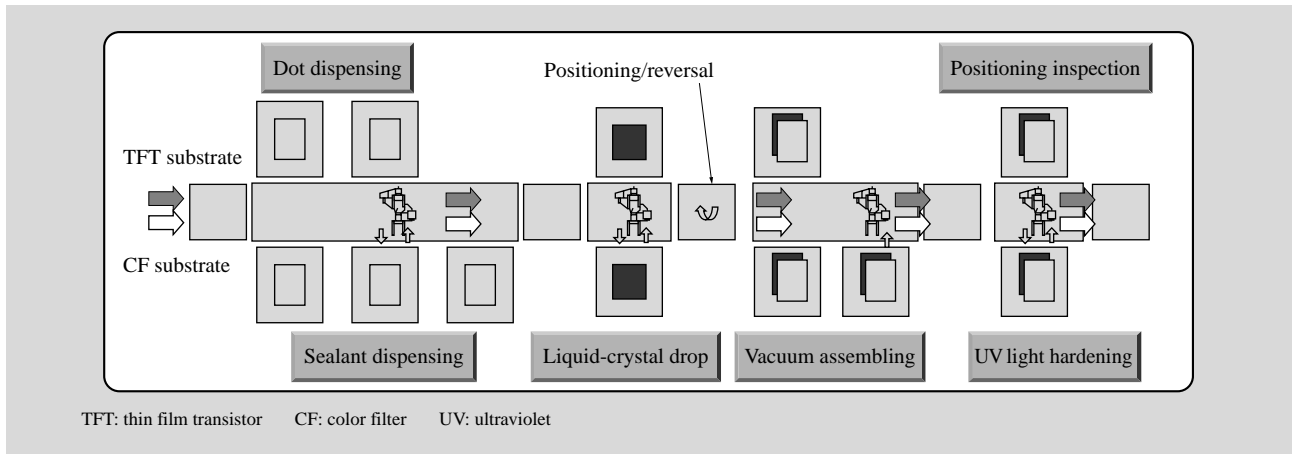 Dot dispensing
Positioning/reversal
Positioning inspection
TFT substrate
CF substrate
Sealant dispensing
Liquid-crystal drop
Vacuum assembling
UV light hardening
TFT: thin film transistor CF: color filter UV: ultraviolet